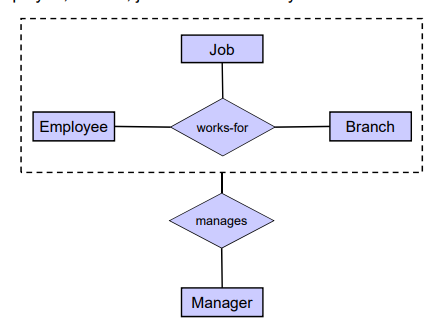 Job
Employee
works-for
Branch
manages
Manager